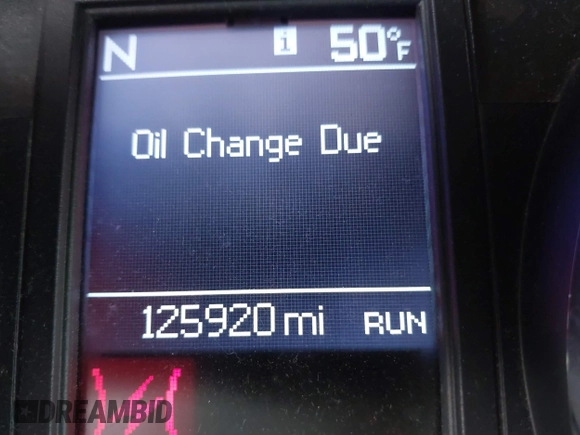 N i 50°F
Oil Change Due
125920 mi RUN
DREAMBID